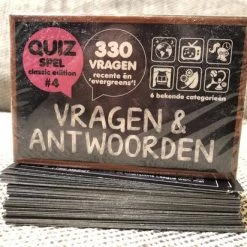 QUIZ
SPEL
classic edition
#4
330
VRAGEN
recente én
'evergreens'!
6 bekende categorieën
VRAGEN &
ANTWOORDEN